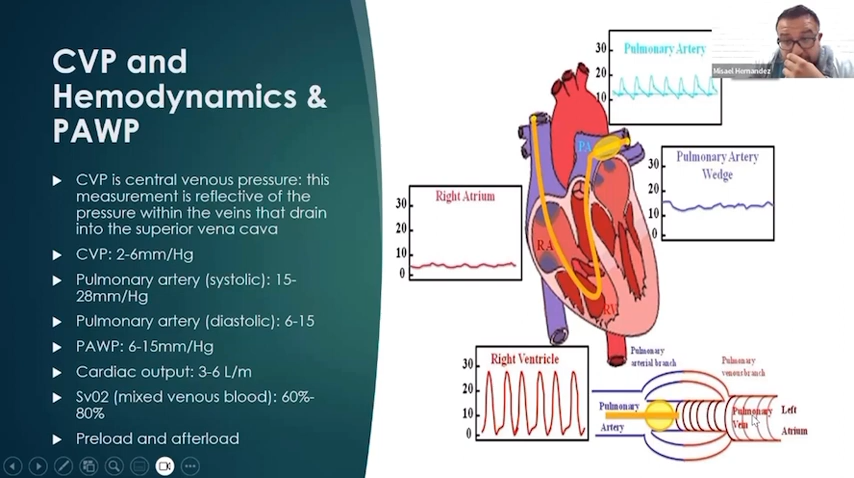 CVP and
Hemodynamics &
PAWP
CVP is central venous pressure: this
measurement is reflective of the
pressure within the veins that drain
into the superior vena cava
CVP: 2-6mm/Hg
Pulmonary artery (systolic): 15-
28mm/Hg
Pulmonary artery (diastolic): 6-15
PAWP: 6-15mm/Hg
Cardiac output: 3-6 L/m
Sv02 (mixed venous blood): 60%-
80%
Preload and afterload
Pulmonary Artery
30
20
10
Misael Hernandez
PA
Pulmonary Artery
Wedge
30
20
10
0
Right Atrium
30
20
10
0
RA
RV
Right Ventricle
30
20
10
0
Pulmonary
arterial branch
Pulmonary
venous branch
Pulmonary
Artery
Pulmonary
Vein
Left
Atrium